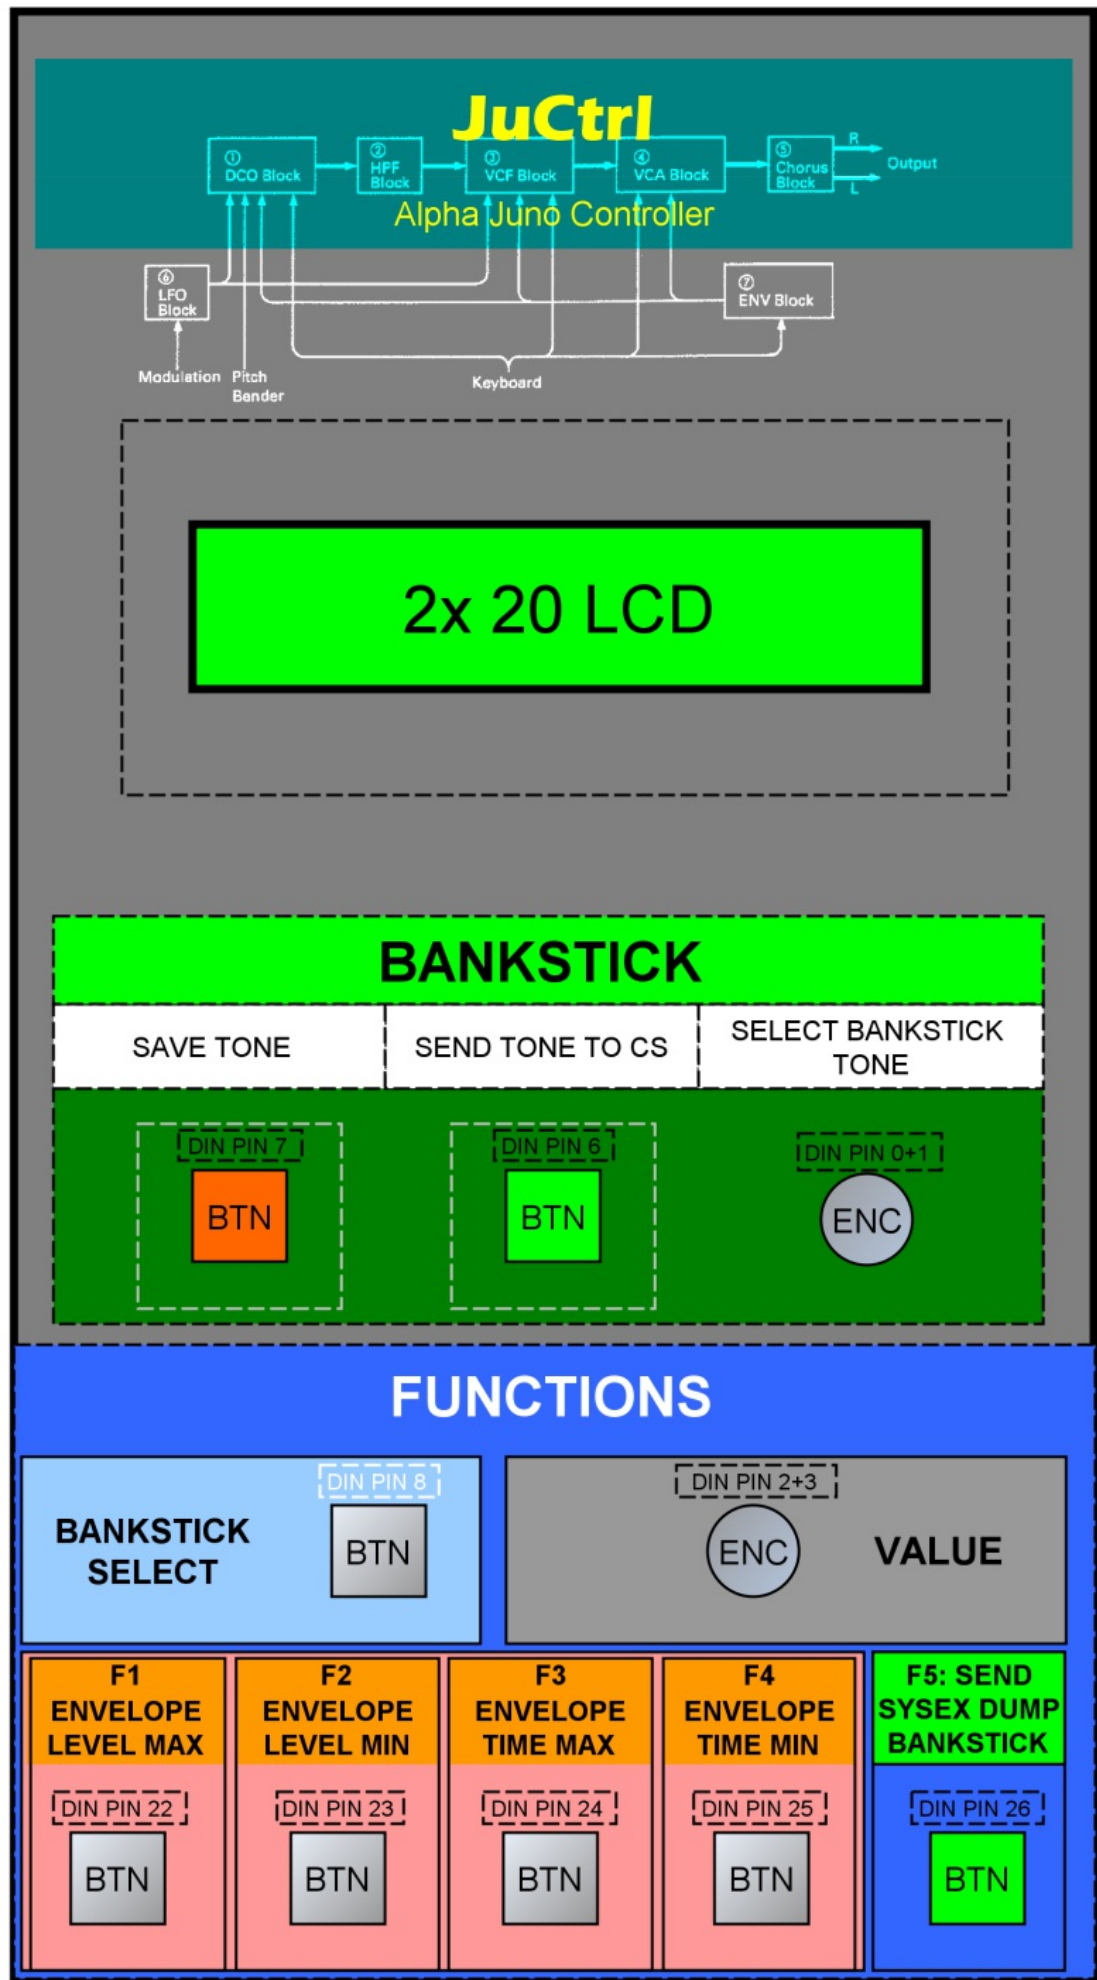 JuCtrl
① DCO Block
② HPF Block
③ VCF Block
④ VCA Block
⑤ Chorus Block
R
L
Output
Alpha Juno Controller
⑥ LFO Block
⑦ ENV Block
Modulation
Pitch Bender
Keyboard
2x 20 LCD
BANKSTICK
SAVE TONE
SEND TONE TO CS
SELECT BANKSTICK
TONE
DIN PIN 7
DIN PIN 6
DIN PIN 0+1
BTN
BTN
ENC
FUNCTIONS
DIN PIN 8
BANKSTICK
SELECT
BTN
DIN PIN 2+3
ENC
VALUE
F1
ENVELOPE
LEVEL MAX
F2
ENVELOPE
LEVEL MIN
F3
ENVELOPE
TIME MAX
F4
ENVELOPE
TIME MIN
F5: SEND
SYSEX DUMP
BANKSTICK
DIN PIN 22
DIN PIN 23
DIN PIN 24
DIN PIN 25
DIN PIN 26
BTN
BTN
BTN
BTN
BTN